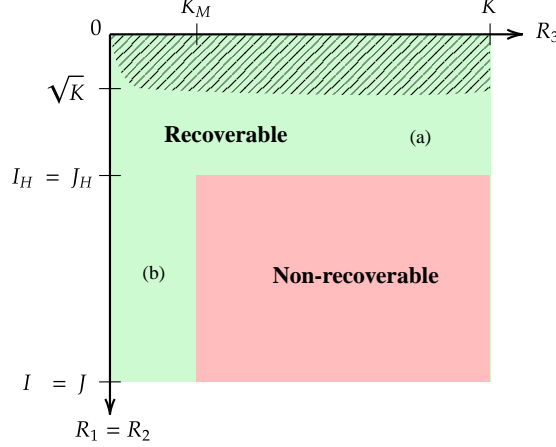 K_M K
0 R_3
√K
Recoverable (a)
I_H = J_H
(b) Non-recoverable
I = J
R_1 = R_2